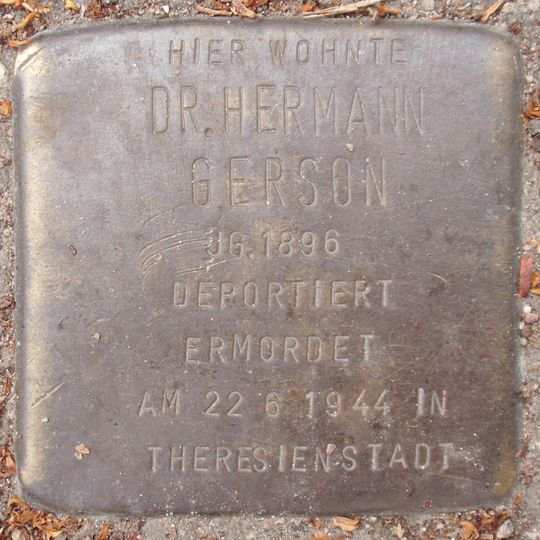 HIER WOHNTE
DR. HERMANN
GERSON
JG. 1896
DEPORTIERT
ERMORDET
AM 22 6 1944 IN
THERESIENSTADT